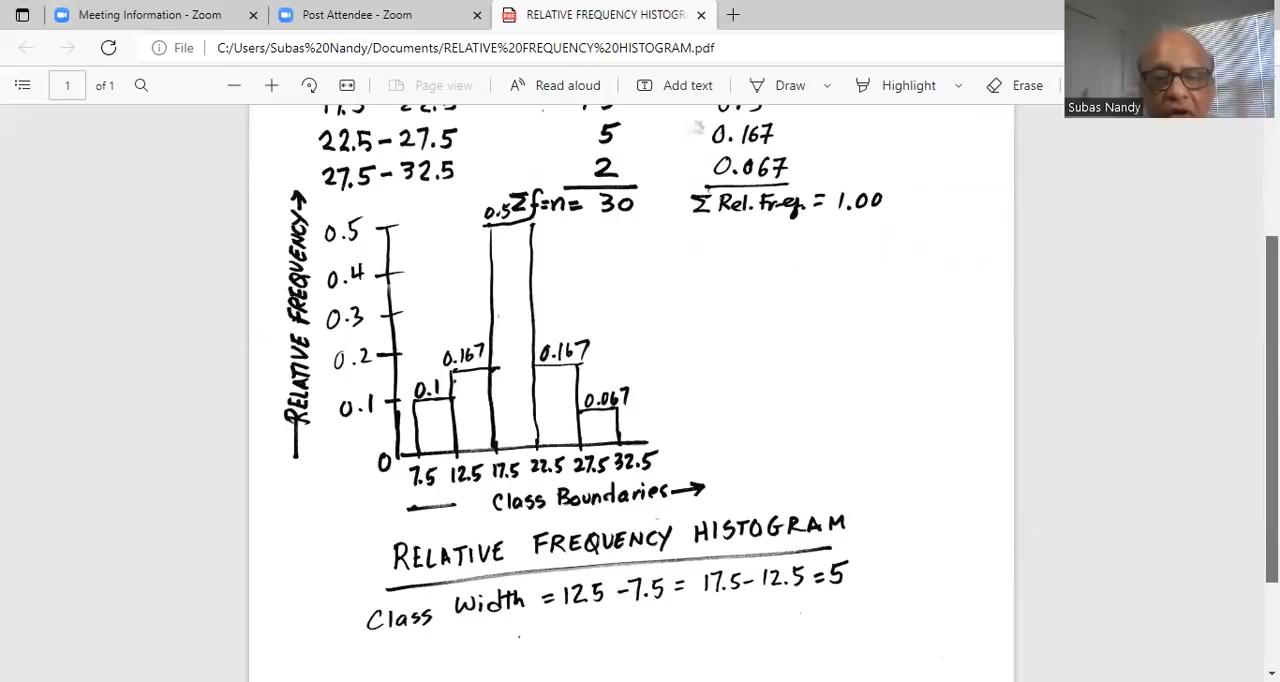 Meeting Information - Zoom
Post Attendee - Zoom
RELATIVE FREQUENCY HISTOGR
File C:/Users/Subas%20Nandy/Documents/RELATIVE%20FREQUENCY%20HISTOGRAM.pdf
1 of 1 Page view Read aloud Add text Draw Highlight Erase
Subas Nandy
22.5 - 27.5 5 0.167
27.5 - 32.5 2 0.067
Σf=n= 30 Σ Rel. Freq. = 1.00
RELATIVE FREQUENCY
0.5 0.5
0.4
0.3
0.2 0.167 0.167
0.1 0.1 0.067
0
7.5 12.5 17.5 22.5 27.5 32.5
Class Boundaries
RELATIVE FREQUENCY HISTOGRAM
Class Width = 12.5 - 7.5 = 17.5 - 12.5 = 5